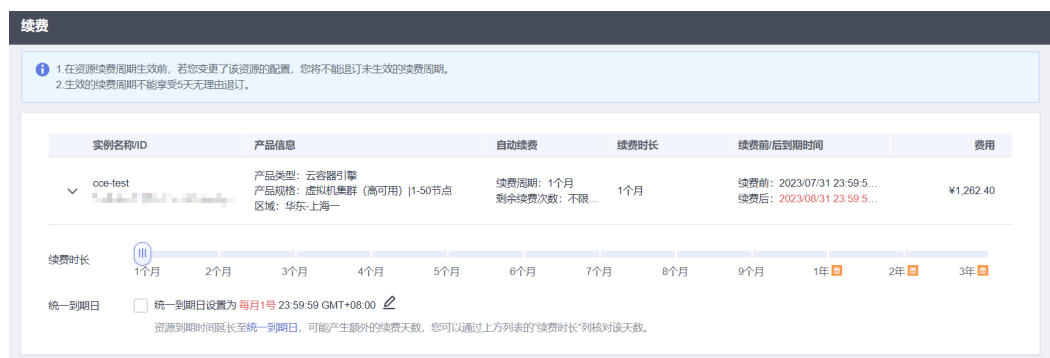 续费
1.在资源续费周期生效前，若您变更了该资源的配置，您将不能退订未生效的续费周期。
2.生效的续费周期不能享受5天无理由退订。
实例名称/ID 产品信息 自动续费 续费时长 续费前/后到期时间 费用
cce-test
产品类型：云容器引擎
产品规格：虚拟机集群（高可用）|1-50节点
区域：华东-上海一
续费周期：1个月
剩余续费次数：不限...
1个月
续费前：2023/07/31 23:59:5...
续费后：2023/08/31 23:59:5...
¥1,262.40
续费时长
1个月 2个月 3个月 4个月 5个月 6个月 7个月 8个月 9个月 1年 惠 2年 惠 3年 惠
统一到期日 统一到期日设置为 每月1号 23:59:59 GMT+08:00
资源到期时间延长至统一到期日，可能产生额外的续费天数，您可以通过上方列表的"续费时长"列核对该天数。